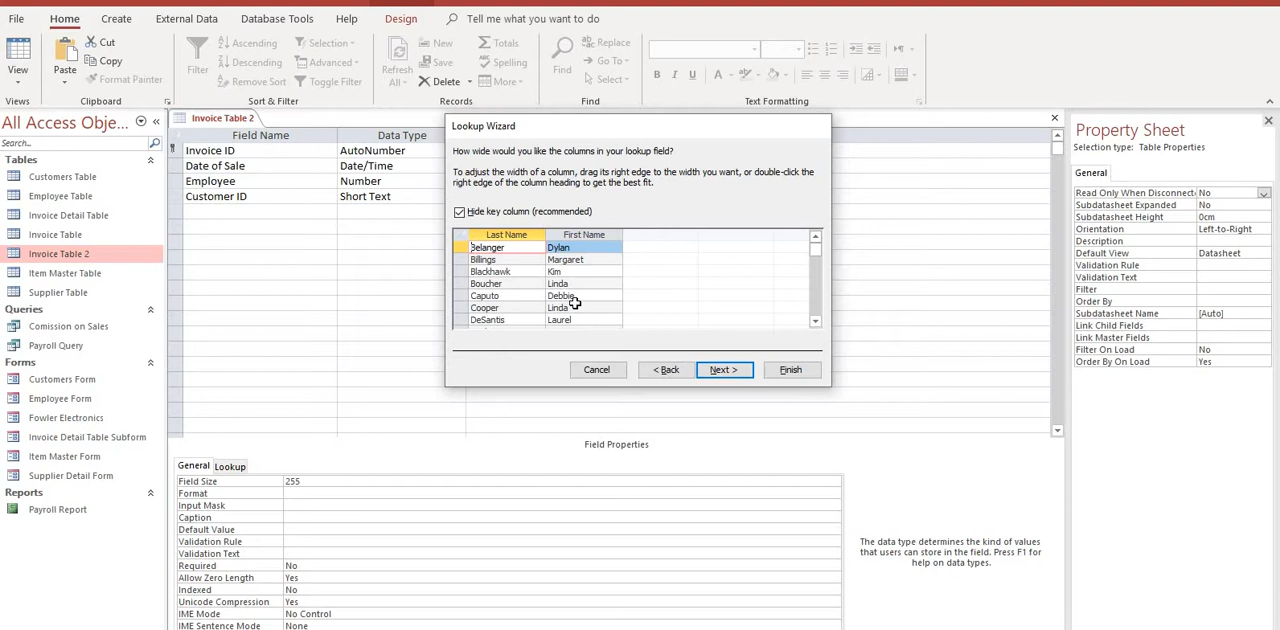 File Home Create External Data Database Tools Help Design Tell me what you want to do
View Paste Cut Copy Format Painter Filter Ascending Descending Remove Sort Selection Advanced Toggle Filter Refresh All New Save Delete Totals Spelling More Find Replace Go To Select B I U A
Views Clipboard Sort & Filter Records Find Text Formatting
All Access Obje...
Search...
Tables
Customers Table
Employee Table
Invoice Detail Table
Invoice Table
Invoice Table 2
Item Master Table
Supplier Table
Queries
Comission on Sales
Payroll Query
Forms
Customers Form
Employee Form
Fowler Electronics
Invoice Detail Table Subform
Item Master Form
Supplier Detail Form
Reports
Payroll Report
Invoice Table 2
Field Name Data Type
Invoice ID AutoNumber
Date of Sale Date/Time
Employee Number
Customer ID Short Text
Lookup Wizard
How wide would you like the columns in your lookup field?
To adjust the width of a column, drag its right edge to the width you want, or double-click the
right edge of the column heading to get the best fit.
Hide key column (recommended)
Last Name First Name
Belanger Dylan
Billings Margaret
Blackhawk Kim
Boucher Linda
Caputo Debbie
Cooper Linda
DeSantis Laurel
Cancel < Back Next > Finish
Field Properties
General Lookup
Field Size 255
Format
Input Mask
Caption
Default Value
Validation Rule
Validation Text
Required No
Allow Zero Length Yes
Indexed No
Unicode Compression Yes
IME Mode No Control
IME Sentence Mode None
The data type determines the kind of values
that users can store in the field. Press F1 for
help on data types.
Property Sheet
Selection type: Table Properties
General
Read Only When Disconnect No
Subdatasheet Expanded No
Subdatasheet Height 0cm
Orientation Left-to-Right
Description
Default View Datasheet
Validation Rule
Validation Text
Filter
Order By
Subdatasheet Name [Auto]
Link Child Fields
Link Master Fields
Filter On Load No
Order By On Load Yes